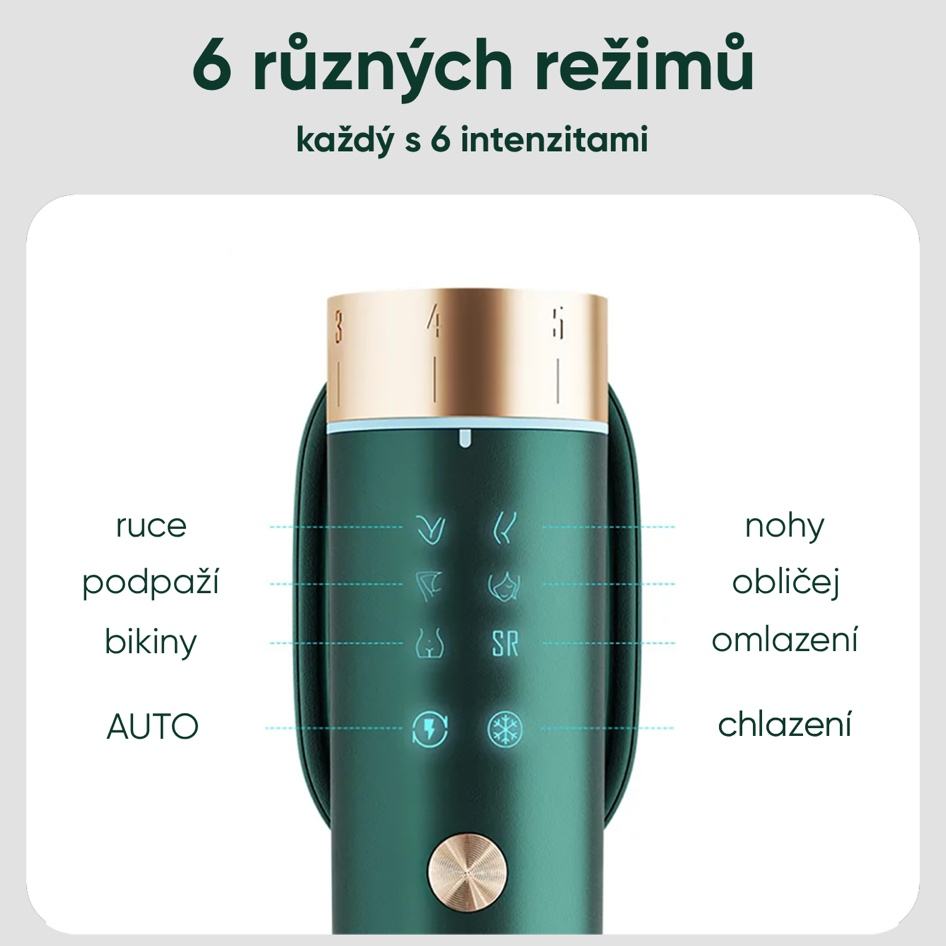 6 různých režimů
každý s 6 intenzitami
3 4 5
ruce nohy
podpaží obličej
bikiny SR omlazení
AUTO chlazení